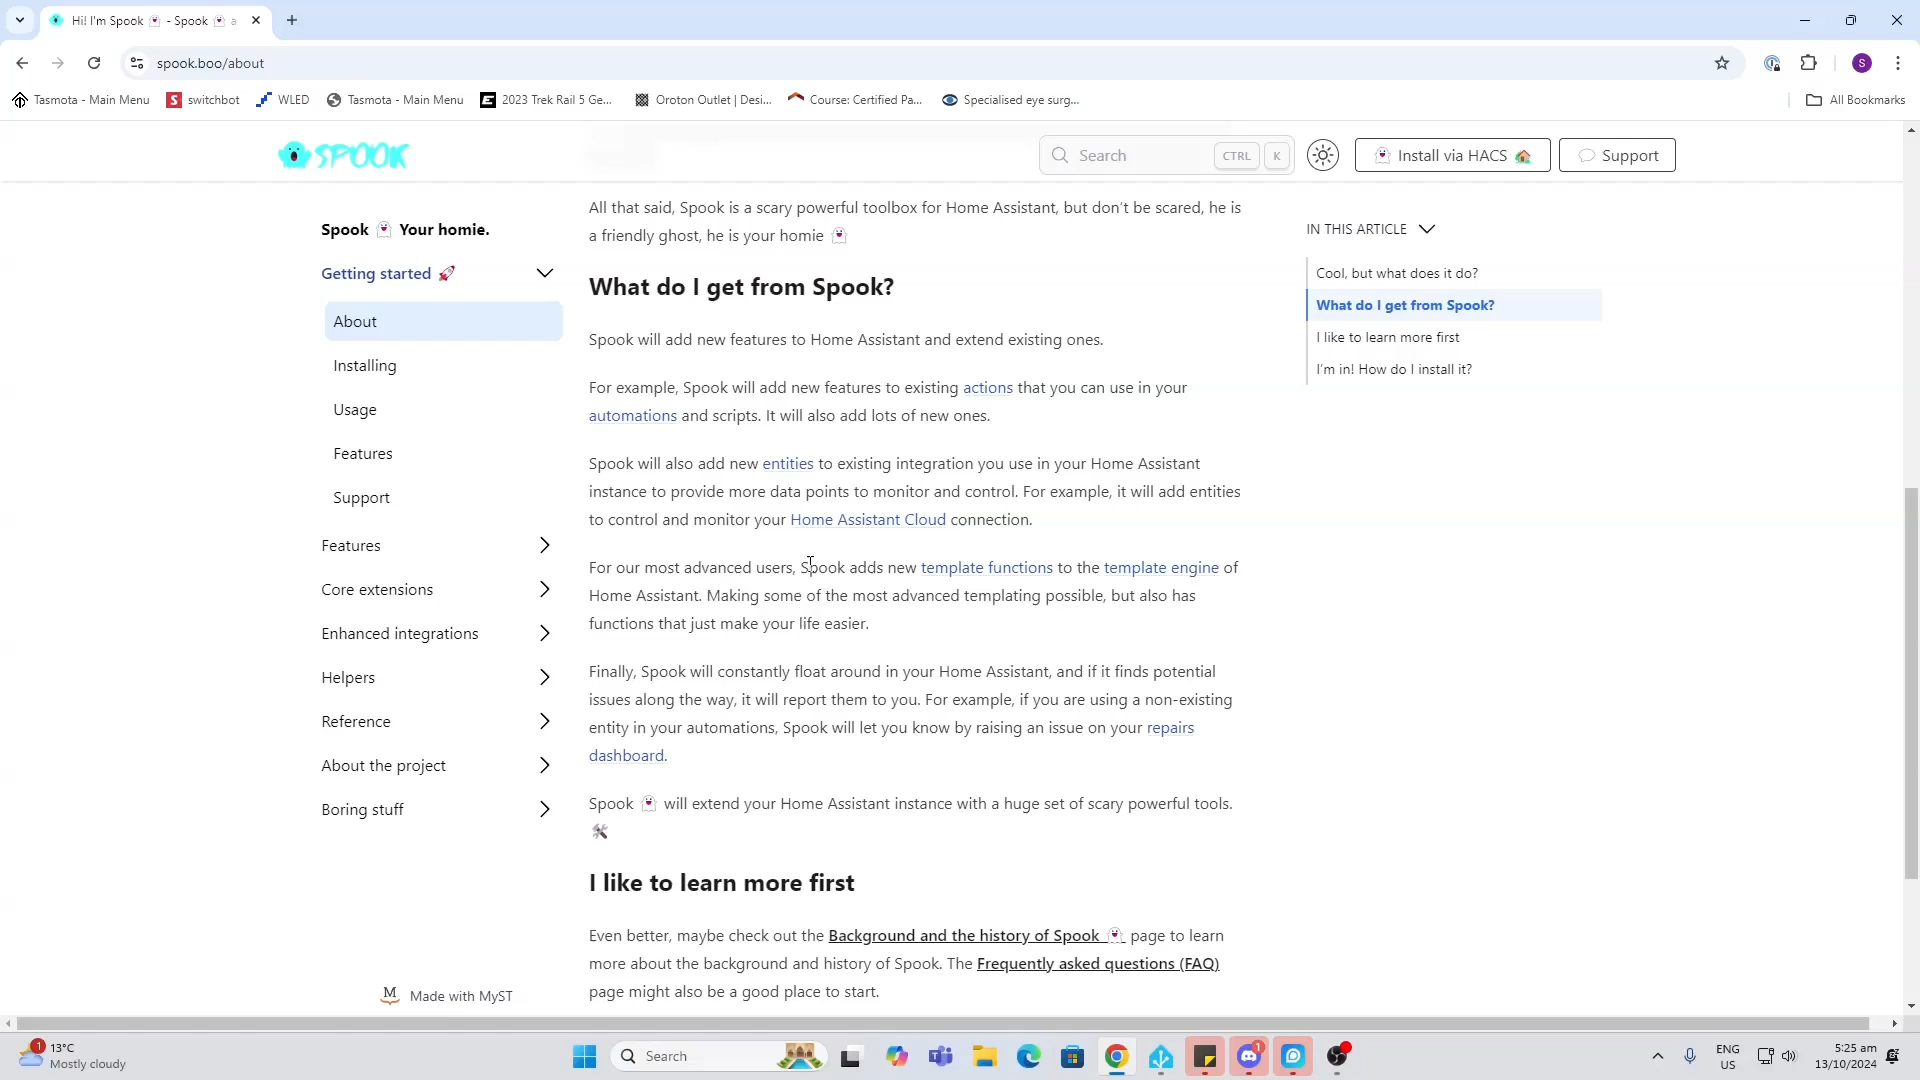 Hi! I'm Spook 👻 - Spook 👻 a
spook.boo/about
S
Tasmota - Main Menu
switchbot
WLED
Tasmota - Main Menu
2023 Trek Rail 5 Ge...
Oroton Outlet | Desi...
Course: Certified Pa...
Specialised eye surg...
All Bookmarks
SPOOK
Search
CTRL
K
👻 Install via HACS 🏠
Support
Spook 👻 Your homie.
Getting started 🚀
About
Installing
Usage
Features
Support
Features
Core extensions
Enhanced integrations
Helpers
Reference
About the project
Boring stuff
M Made with MyST
All that said, Spook is a scary powerful toolbox for Home Assistant, but don't be scared, he is
a friendly ghost, he is your homie 👻
What do I get from Spook?
Spook will add new features to Home Assistant and extend existing ones.
For example, Spook will add new features to existing actions that you can use in your
automations and scripts. It will also add lots of new ones.
Spook will also add new entities to existing integration you use in your Home Assistant
instance to provide more data points to monitor and control. For example, it will add entities
to control and monitor your Home Assistant Cloud connection.
For our most advanced users, Spook adds new template functions to the template engine of
Home Assistant. Making some of the most advanced templating possible, but also has
functions that just make your life easier.
Finally, Spook will constantly float around in your Home Assistant, and if it finds potential
issues along the way, it will report them to you. For example, if you are using a non-existing
entity in your automations, Spook will let you know by raising an issue on your repairs
dashboard.
Spook 👻 will extend your Home Assistant instance with a huge set of scary powerful tools.
🛠️
I like to learn more first
Even better, maybe check out the Background and the history of Spook 👻 page to learn
more about the background and history of Spook. The Frequently asked questions (FAQ)
page might also be a good place to start.
IN THIS ARTICLE
Cool, but what does it do?
What do I get from Spook?
I like to learn more first
I'm in! How do I install it?
1
13°C
Mostly cloudy
Search
1
ENG
US
5:25 am
13/10/2024